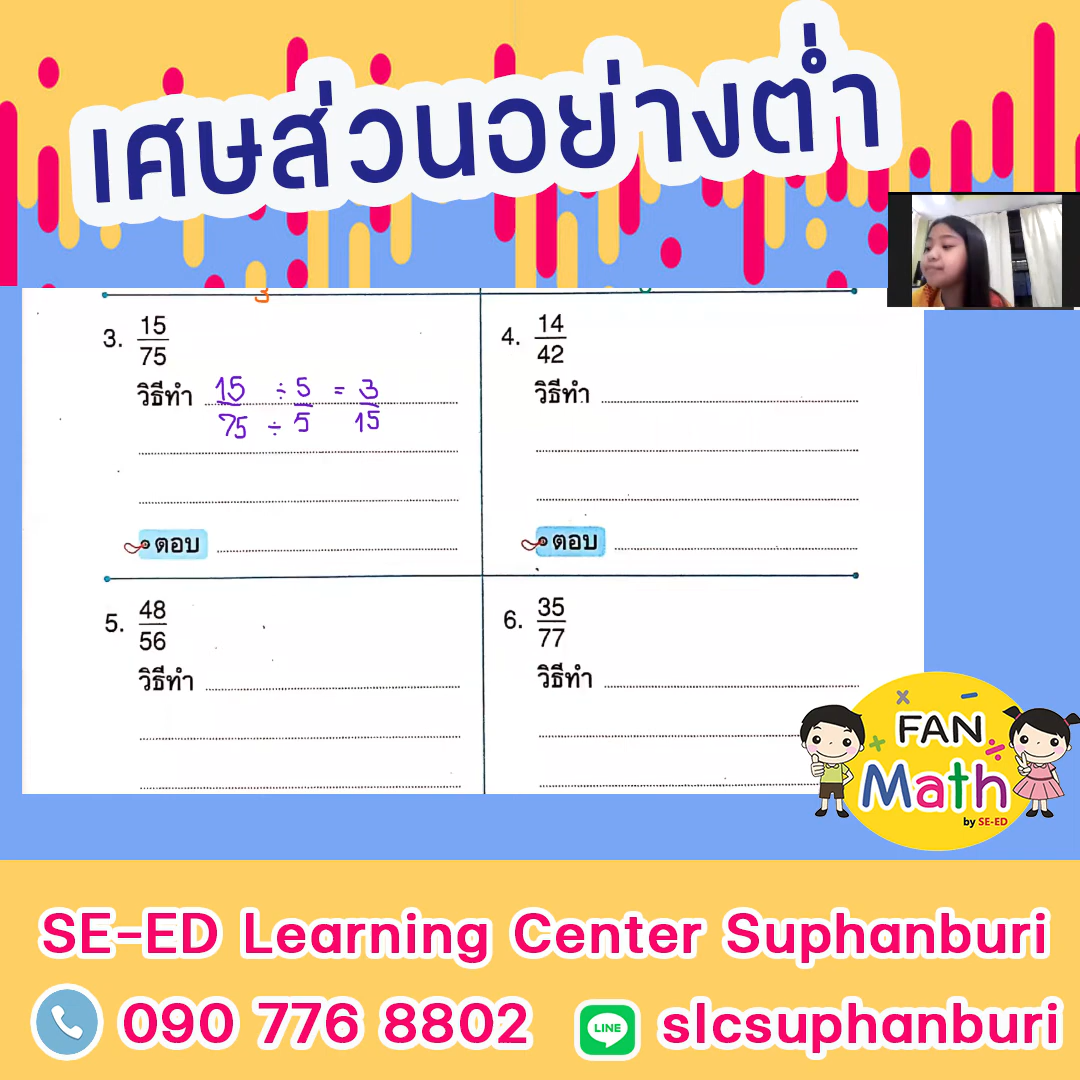 เศษส่วนอย่างต่ำ
3. 15/75
วิธีทำ 15/75 ÷ 5 / ÷ 5 = 3/15
ตอบ
4. 14/42
วิธีทำ
ตอบ
5. 48/56
วิธีทำ
6. 35/77
วิธีทำ
FAN
Math
by SE-ED
SE-ED Learning Center Suphanburi
090 776 8802 LINE slcsuphanburi